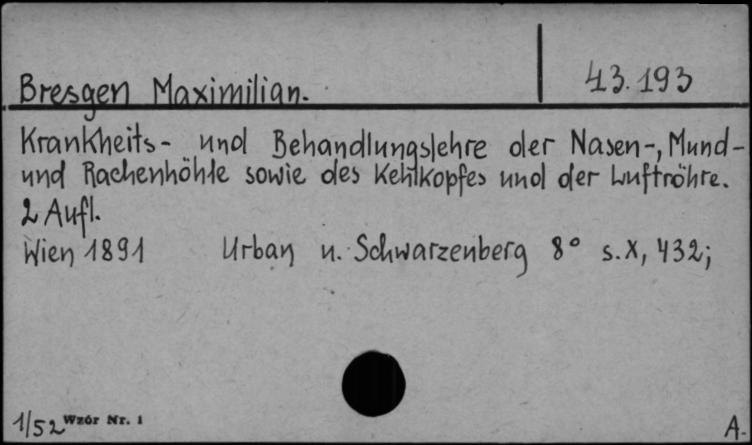 Bresgen Maximilian. 43.193
Krankheits- und Behandlungslehre der Nasen-, Mund-
und Rachenhöhle sowie des Kehlkopfes und der Luftröhre.
2 Aufl.
Wien 1891 Urban u. Schwarzenberg 8° s. X, 432;
1/52 Wzór Nr. 1 A.